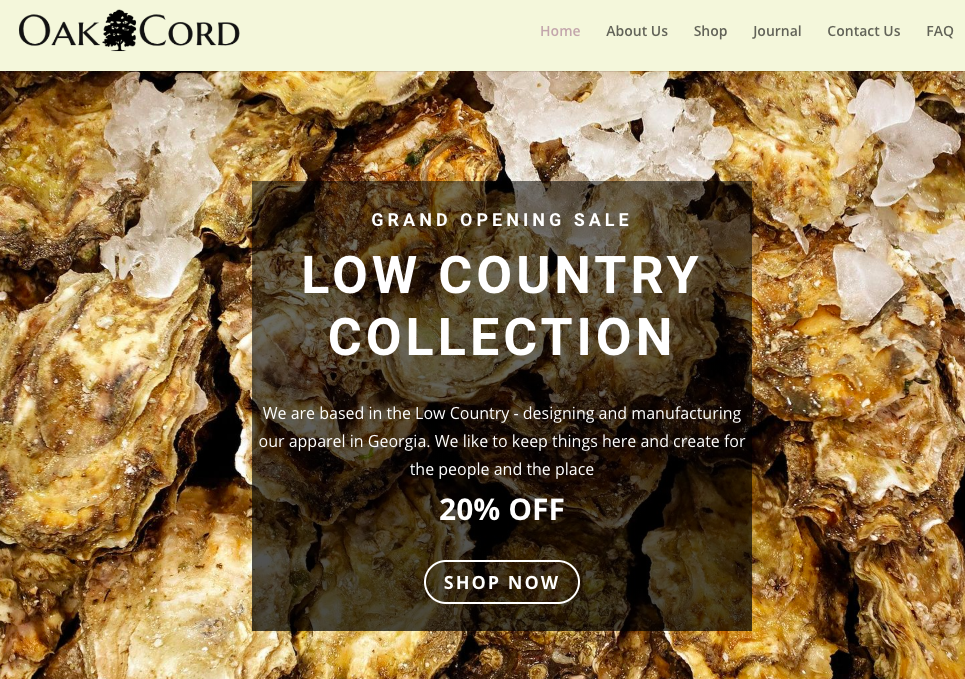 OAK CORD
Home About Us Shop Journal Contact Us FAQ
GRAND OPENING SALE
LOW COUNTRY
COLLECTION
We are based in the Low Country - designing and manufacturing
our apparel in Georgia. We like to keep things here and create for
the people and the place
20% OFF
SHOP NOW